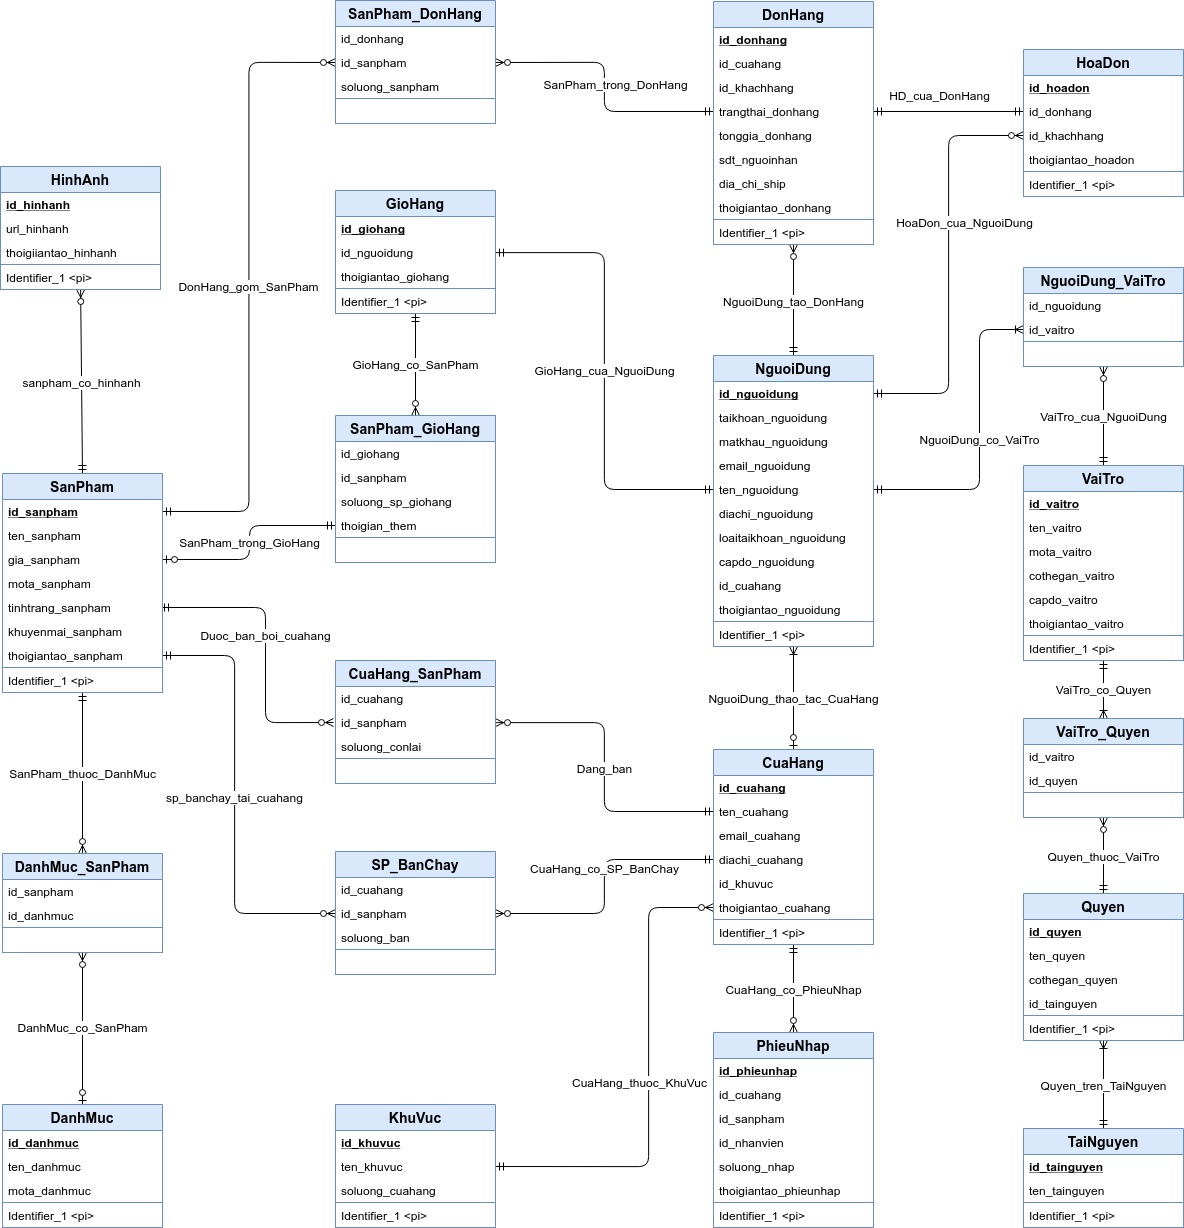 SanPham_DonHang
id_donhang
id_sanpham
soluong_sanpham
DonHang
id_donhang
id_cuahang
id_khachhang
trangthai_donhang
tonggia_donhang
sdt_nguoinhan
dia_chi_ship
thoigiantao_donhang
Identifier_1 <pi>
HoaDon
id_hoadon
id_donhang
id_khachhang
thoigiantao_hoadon
Identifier_1 <pi>
SanPham_trong_DonHang
HD_cua_DonHang
HinhAnh
id_hinhanh
url_hinhanh
thoigiiantao_hinhanh
Identifier_1 <pi>
GioHang
id_giohang
id_nguoidung
thoigiantao_giohang
Identifier_1 <pi>
HoaDon_cua_NguoiDung
DonHang_gom_SanPham
NguoiDung_tao_DonHang
NguoiDung_VaiTro
id_nguoidung
id_vaitro
sanpham_co_hinhanh
GioHang_co_SanPham
GioHang_cua_NguoiDung
NguoiDung
id_nguoidung
taikhoan_nguoidung
matkhau_nguoidung
email_nguoidung
ten_nguoidung
diachi_nguoidung
loaitaikhoan_nguoidung
capdo_nguoidung
id_cuahang
thoigiantao_nguoidung
Identifier_1 <pi>
VaiTro_cua_NguoiDung
NguoiDung_co_VaiTro
SanPham_GioHang
id_giohang
id_sanpham
soluong_sp_giohang
thoigian_them
SanPham
id_sanpham
ten_sanpham
gia_sanpham
mota_sanpham
tinhtrang_sanpham
khuyenmai_sanpham
thoigiantao_sanpham
Identifier_1 <pi>
SanPham_trong_GioHang
VaiTro
id_vaitro
ten_vaitro
mota_vaitro
cothegan_vaitro
capdo_vaitro
thoigiantao_vaitro
Identifier_1 <pi>
Duoc_ban_boi_cuahang
CuaHang_SanPham
id_cuahang
id_sanpham
soluong_conlai
NguoiDung_thao_tac_CuaHang
VaiTro_co_Quyen
VaiTro_Quyen
id_vaitro
id_quyen
SanPham_thuoc_DanhMuc
sp_banchay_tai_cuahang
Dang_ban
CuaHang
id_cuahang
ten_cuahang
email_cuahang
diachi_cuahang
id_khuvuc
thoigiantao_cuahang
Identifier_1 <pi>
DanhMuc_SanPham
id_sanpham
id_danhmuc
SP_BanChay
id_cuahang
id_sanpham
soluong_ban
CuaHang_co_SP_BanChay
Quyen_thuoc_VaiTro
Quyen
id_quyen
ten_quyen
cothegan_quyen
id_tainguyen
Identifier_1 <pi>
DanhMuc_co_SanPham
CuaHang_co_PhieuNhap
CuaHang_thuoc_KhuVuc
PhieuNhap
id_phieunhap
id_cuahang
id_sanpham
id_nhanvien
soluong_nhap
thoigiantao_phieunhap
Identifier_1 <pi>
Quyen_tren_TaiNguyen
DanhMuc
id_danhmuc
ten_danhmuc
mota_danhmuc
Identifier_1 <pi>
KhuVuc
id_khuvuc
ten_khuvuc
soluong_cuahang
Identifier_1 <pi>
TaiNguyen
id_tainguyen
ten_tainguyen
Identifier_1 <pi>